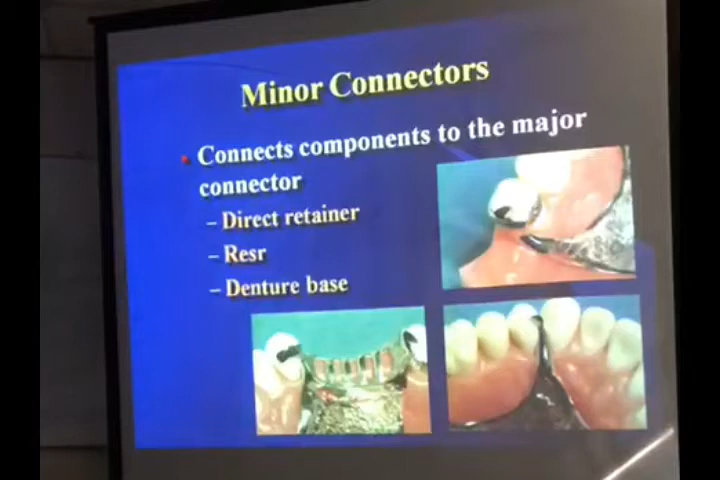 Minor Connectors
Connects components to the major
connector
– Direct retainer
– Resr
– Denture base